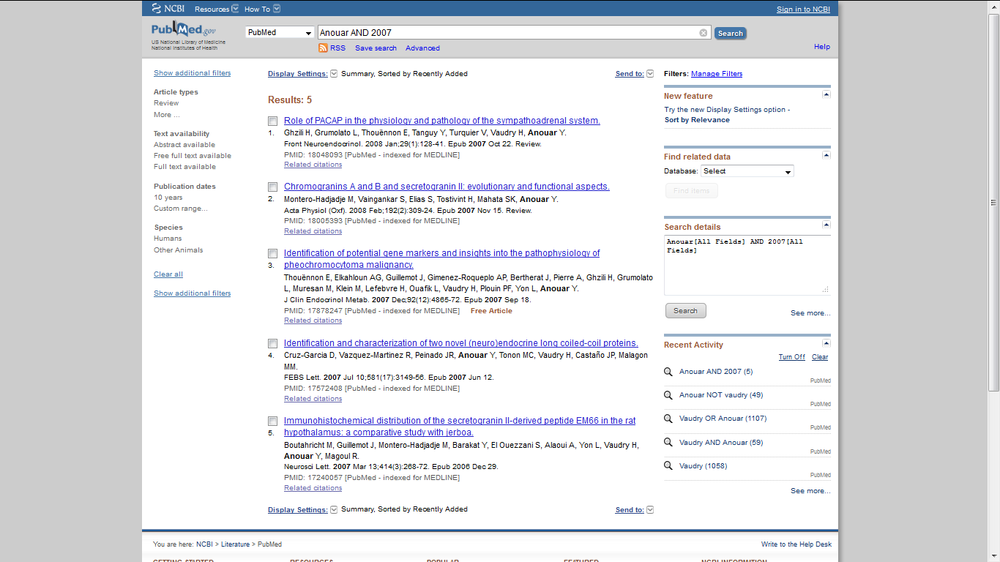 NCBI Resources How To Sign in to NCBI
PubMed.gov
US National Library of Medicine
National Institutes of Health
PubMed Anouar AND 2007 Search
RSS Save search Advanced Help
Show additional filters
Article types
Review
More ...
Text availability
Abstract available
Free full text available
Full text available
Publication dates
10 years
Custom range...
Species
Humans
Other Animals
Clear all
Show additional filters
Display Settings: Summary, Sorted by Recently Added Send to:
Results: 5
Role of PACAP in the physiology and pathology of the sympathoadrenal system.
1. Ghzili H, Grumolato L, Thouënnon E, Tanguy Y, Turquier V, Vaudry H, Anouar Y.
Front Neuroendocrinol. 2008 Jan;29(1):128-41. Epub 2007 Oct 22. Review.
PMID: 18048093 [PubMed - indexed for MEDLINE]
Related citations
Chromogranins A and B and secretogranin II: evolutionary and functional aspects.
2. Montero-Hadjadje M, Vaingankar S, Elias S, Tostivint H, Mahata SK, Anouar Y.
Acta Physiol (Oxf). 2008 Feb;192(2):309-24. Epub 2007 Nov 15. Review.
PMID: 18005393 [PubMed - indexed for MEDLINE]
Related citations
Identification of potential gene markers and insights into the pathophysiology of
3. pheochromocytoma malignancy.
Thouënnon E, Elkahloun AG, Guillemot J, Gimenez-Roqueplo AP, Bertherat J, Pierre A, Ghzili H, Grumolato
L, Muresan M, Klein M, Lefebvre H, Ouafik L, Vaudry H, Plouin PF, Yon L, Anouar Y.
J Clin Endocrinol Metab. 2007 Dec;92(12):4865-72. Epub 2007 Sep 18.
PMID: 17878247 [PubMed - indexed for MEDLINE] Free Article
Related citations
Identification and characterization of two novel (neuro)endocrine long coiled-coil proteins.
4. Cruz-Garcia D, Vazquez-Martinez R, Peinado JR, Anouar Y, Tonon MC, Vaudry H, Castaño JP, Malagon
MM.
FEBS Lett. 2007 Jul 10;581(17):3149-56. Epub 2007 Jun 12.
PMID: 17572408 [PubMed - indexed for MEDLINE]
Related citations
Immunohistochemical distribution of the secretogranin II-derived peptide EM66 in the rat
5. hypothalamus: a comparative study with jerboa.
Boutahricht M, Guillemot J, Montero-Hadjadje M, Barakat Y, El Ouezzani S, Alaoui A, Yon L, Vaudry H,
Anouar Y, Magoul R.
Neurosci Lett. 2007 Mar 13;414(3):268-72. Epub 2006 Dec 29.
PMID: 17240057 [PubMed - indexed for MEDLINE]
Related citations
Display Settings: Summary, Sorted by Recently Added Send to:
Filters: Manage Filters
New feature
Try the new Display Settings option -
Sort by Relevance
Find related data
Database: Select
Find items
Search details
Anouar[All Fields] AND 2007[All
Fields]
Search See more...
Recent Activity
Turn Off Clear
Anouar AND 2007 (5)
PubMed
Anouar NOT vaudry (49)
PubMed
Vaudry OR Anouar (1107)
PubMed
Vaudry AND Anouar (59)
PubMed
Vaudry (1058)
PubMed
See more...
You are here: NCBI > Literature > PubMed Write to the Help Desk
GETTING STARTED RESOURCES POPULAR FEATURED NCBI INFORMATION